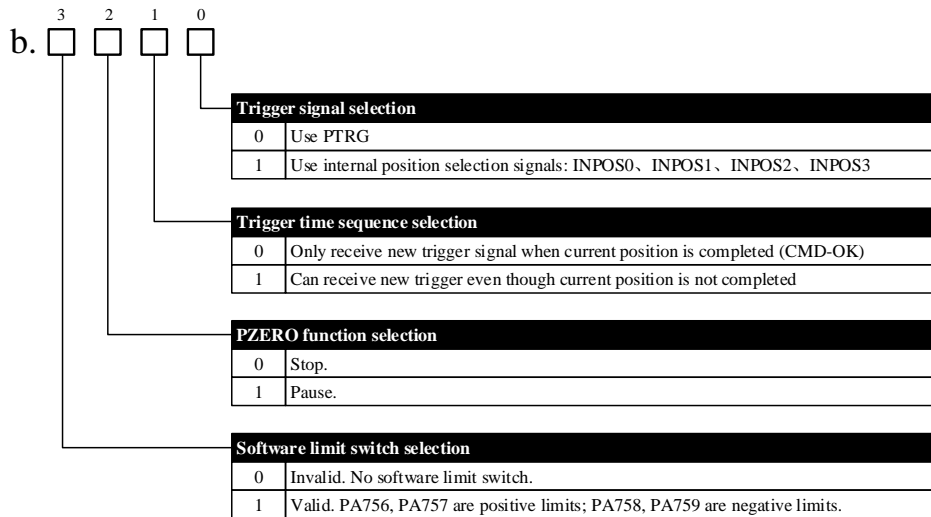 3 2 1 0
b.
Trigger signal selection
0 Use PTRG
1 Use internal position selection signals: INPOS0、INPOS1、INPOS2、INPOS3
Trigger time sequence selection
0 Only receive new trigger signal when current position is completed (CMD-OK)
1 Can receive new trigger even though current position is not completed
PZERO function selection
0 Stop.
1 Pause.
Software limit switch selection
0 Invalid. No software limit switch.
1 Valid. PA756, PA757 are positive limits; PA758, PA759 are negative limits.